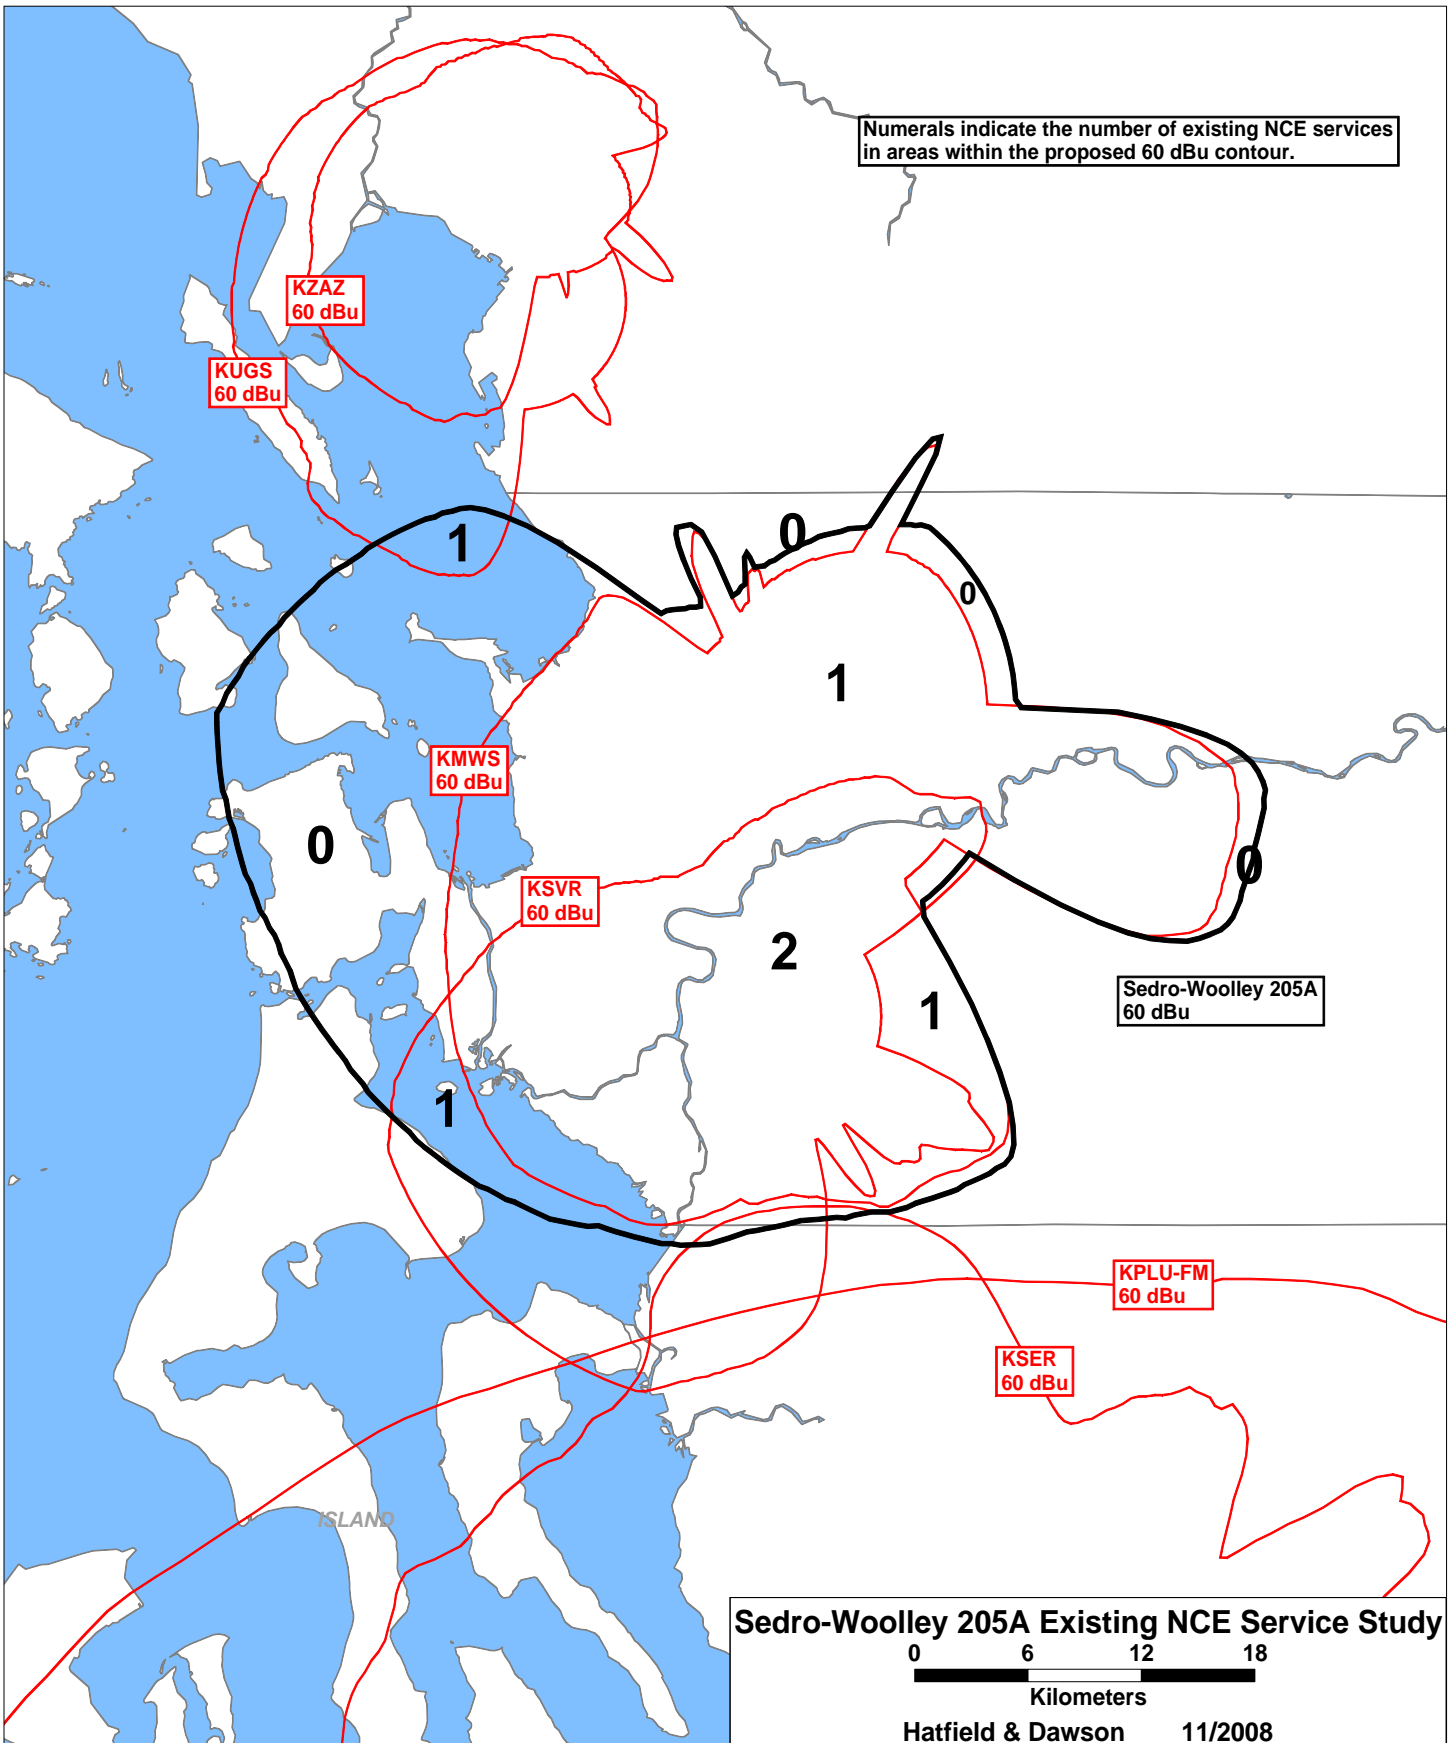 Numerals indicate the number of existing NCE services
in areas within the proposed 60 dBu contour.
KZAZ
60 dBu
KUGS
60 dBu
1
0
0
1
KMWS
60 dBu
0
0
KSVR
60 dBu
2
Sedro-Woolley 205A
60 dBu
1
1
KPLU-FM
60 dBu
KSER
60 dBu
ISLAND
Sedro-Woolley 205A Existing NCE Service Study
0 6 12 18
Kilometers
Hatfield & Dawson 11/2008